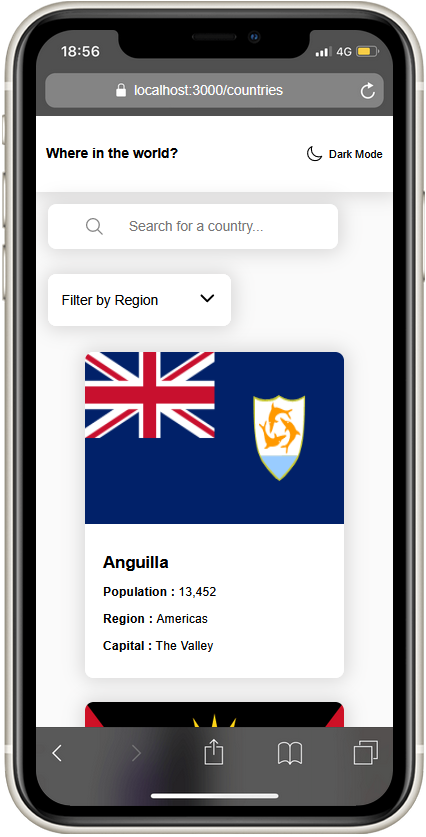 18:56
4G
localhost:3000/countries
Where in the world?
Dark Mode
Search for a country...
Filter by Region
Anguilla
Population : 13,452
Region : Americas
Capital : The Valley